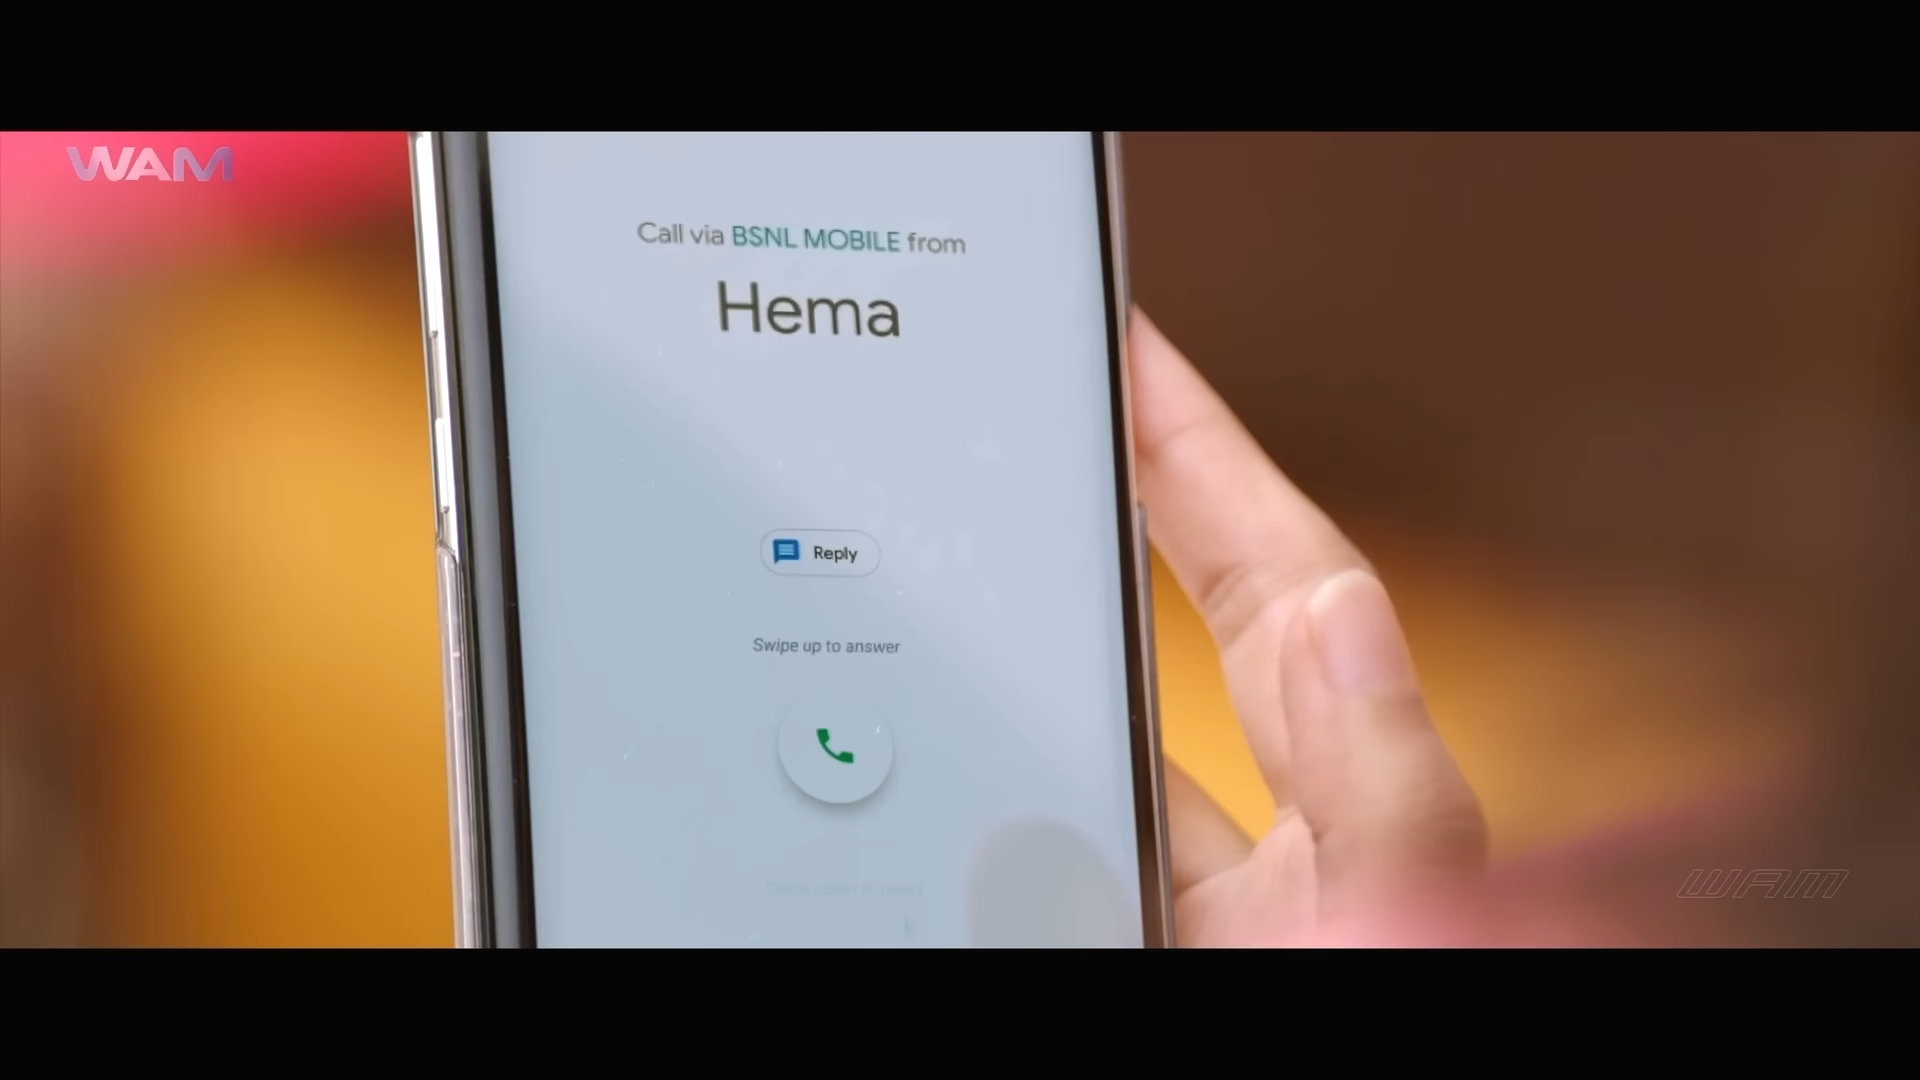 WAM
Call via BSNL MOBILE from
Hema
Reply
Swipe up to answer
WAM